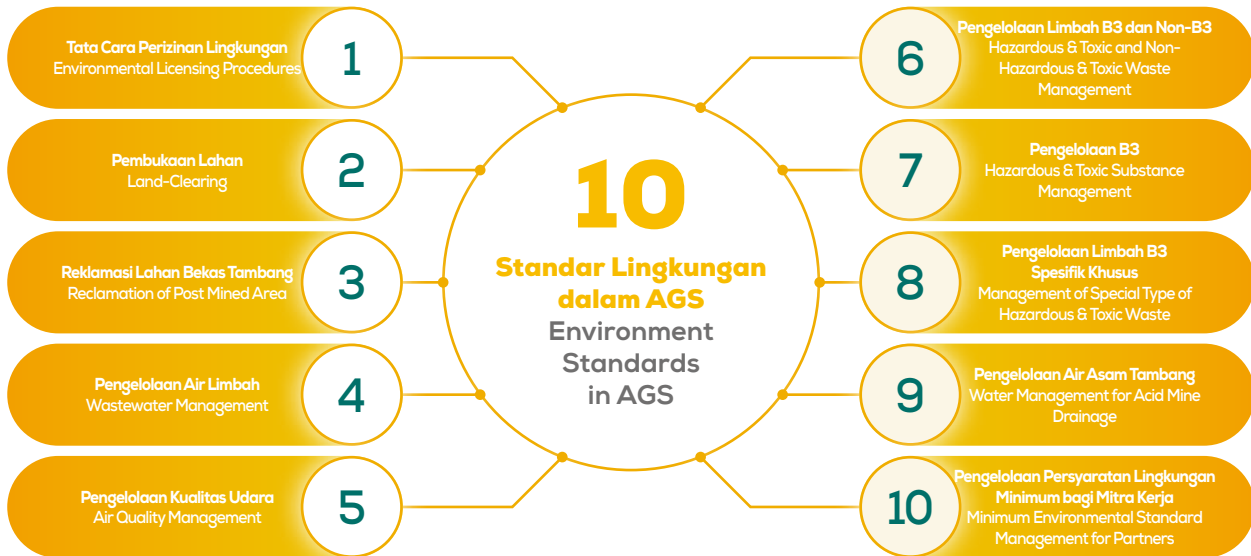 Tata Cara Perizinan Lingkungan
Environmental Licensing Procedures
1
Pembukaan Lahan
Land-Clearing
2
Reklamasi Lahan Bekas Tambang
Reclamation of Post Mined Area
3
Pengelolaan Air Limbah
Wastewater Management
4
Pengelolaan Kualitas Udara
Air Quality Management
5
10
Standar Lingkungan
dalam AGS
Environment
Standards
in AGS
6
Pengelolaan Limbah B3 dan Non-B3
Hazardous & Toxic and Non-
Hazardous & Toxic Waste
Management
7
Pengelolaan B3
Hazardous & Toxic Substance
Management
8
Pengelolaan Limbah B3
Spesifik Khusus
Management of Special Type of
Hazardous & Toxic Waste
9
Pengelolaan Air Asam Tambang
Water Management for Acid Mine
Drainage
10
Pengelolaan Persyaratan Lingkungan
Minimum bagi Mitra Kerja
Minimum Environmental Standard
Management for Partners